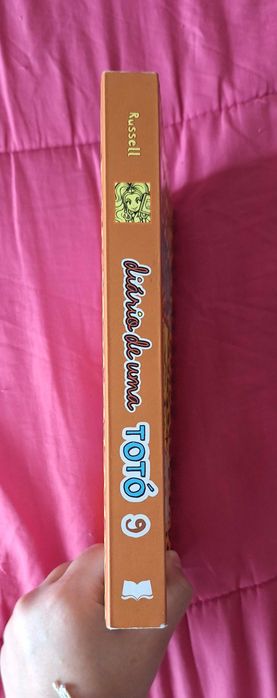 Russell
diário de uma
TOTÓ
9